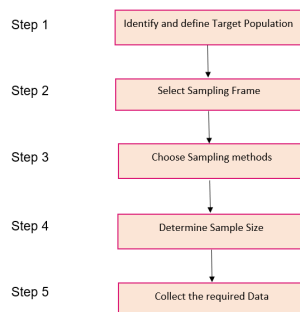 Step 1
Identify and define Target Population
Step 2
Select Sampling Frame
Step 3
Choose Sampling methods
Step 4
Determine Sample Size
Step 5
Collect the required Data